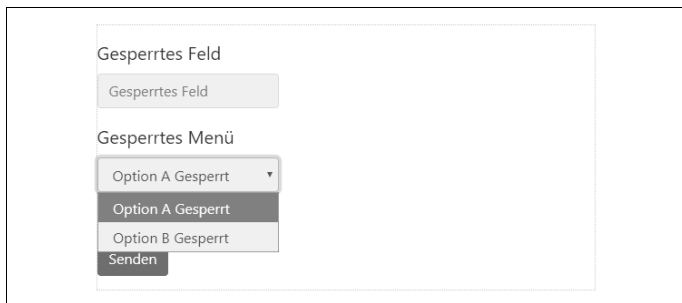 Gesperrtes Feld
Gesperrtes Feld
Gesperrtes Menü
Option A Gesperrt
Option A Gesperrt
Option B Gesperrt
Senden